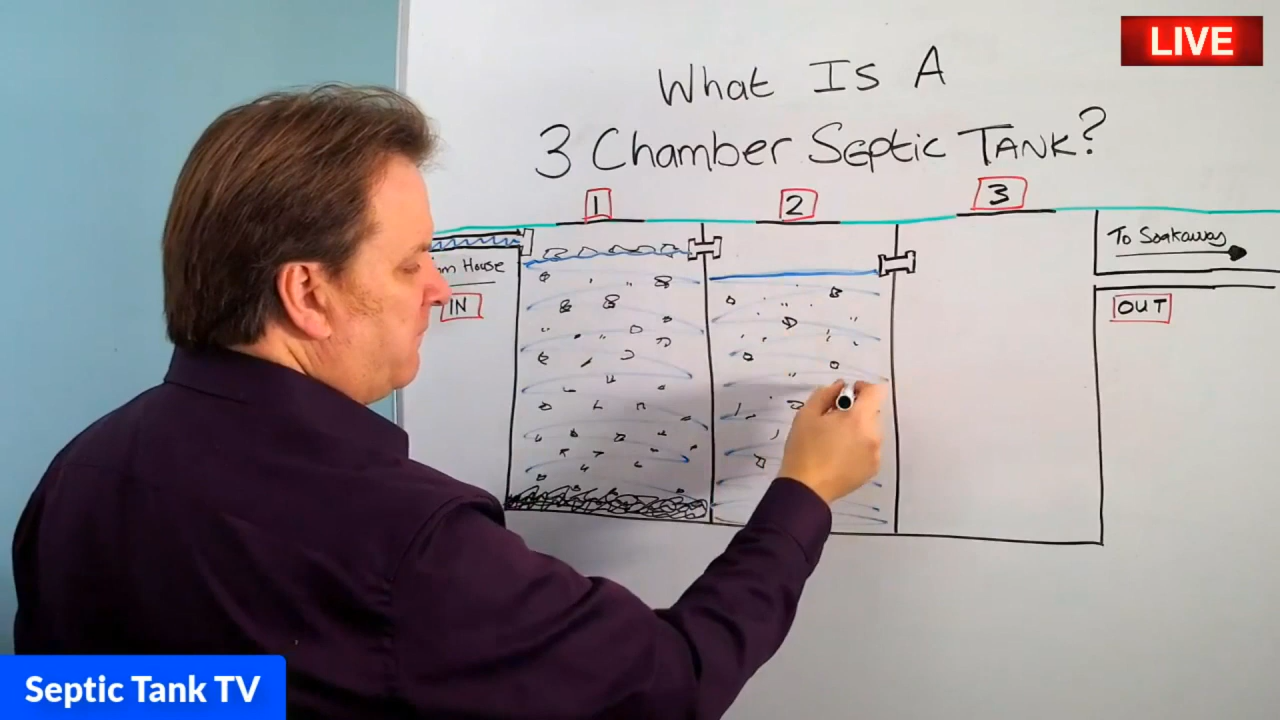 LIVE
What Is A
3 Chamber Septic Tank?
1
2
3
House
IN
To Soakaway
OUT
Septic Tank TV